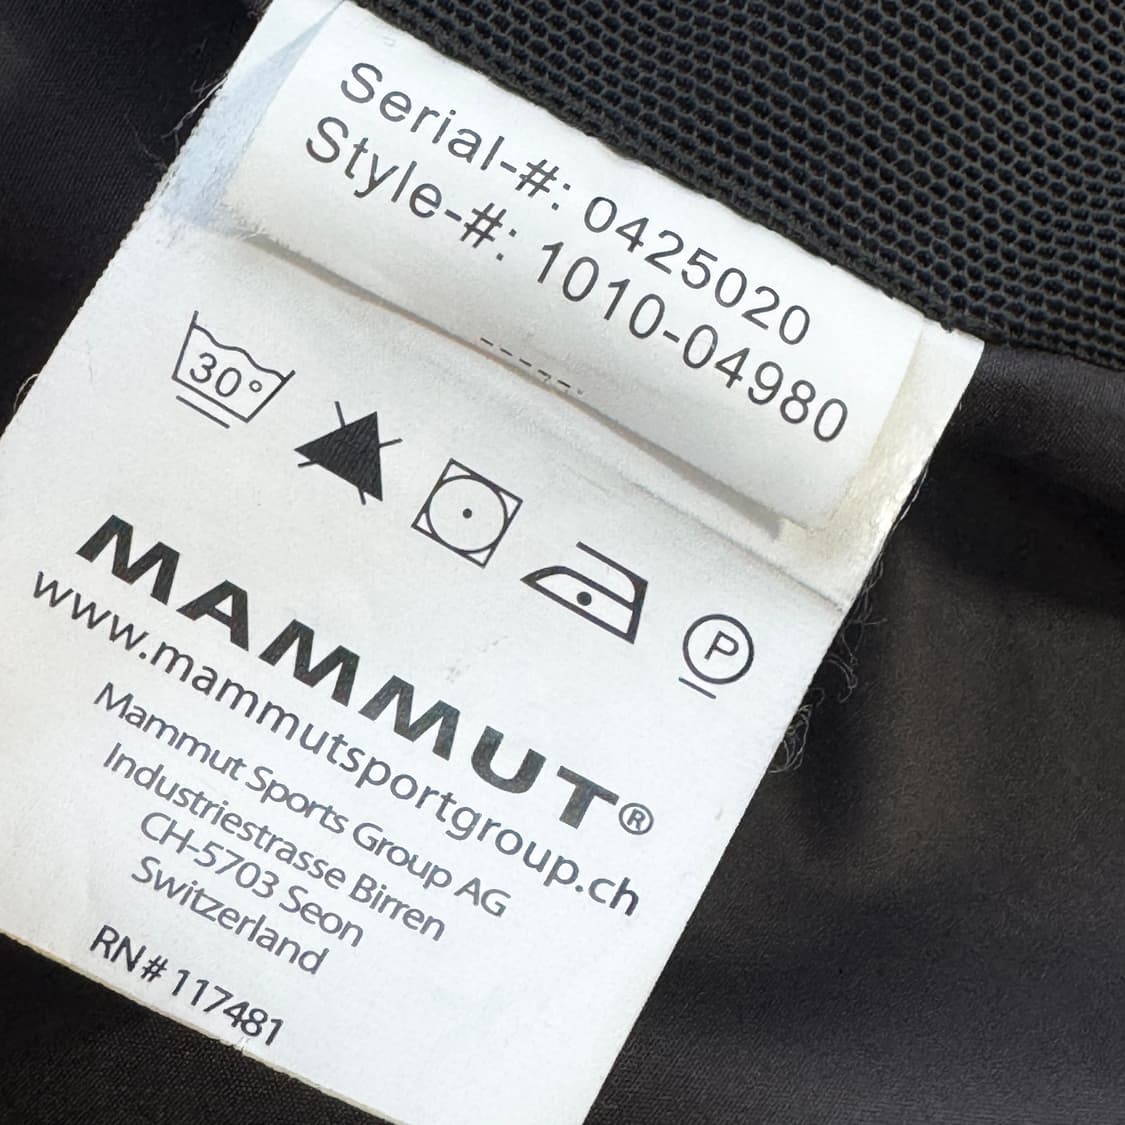 Serial-#: 0425020
Style-#: 1010-04980
30°
P
MAMMUT®
www.mammutsportgroup.ch
Mammut Sports Group AG
Industriestrasse Birren
CH-5703 Seon
Switzerland
RN# 117481